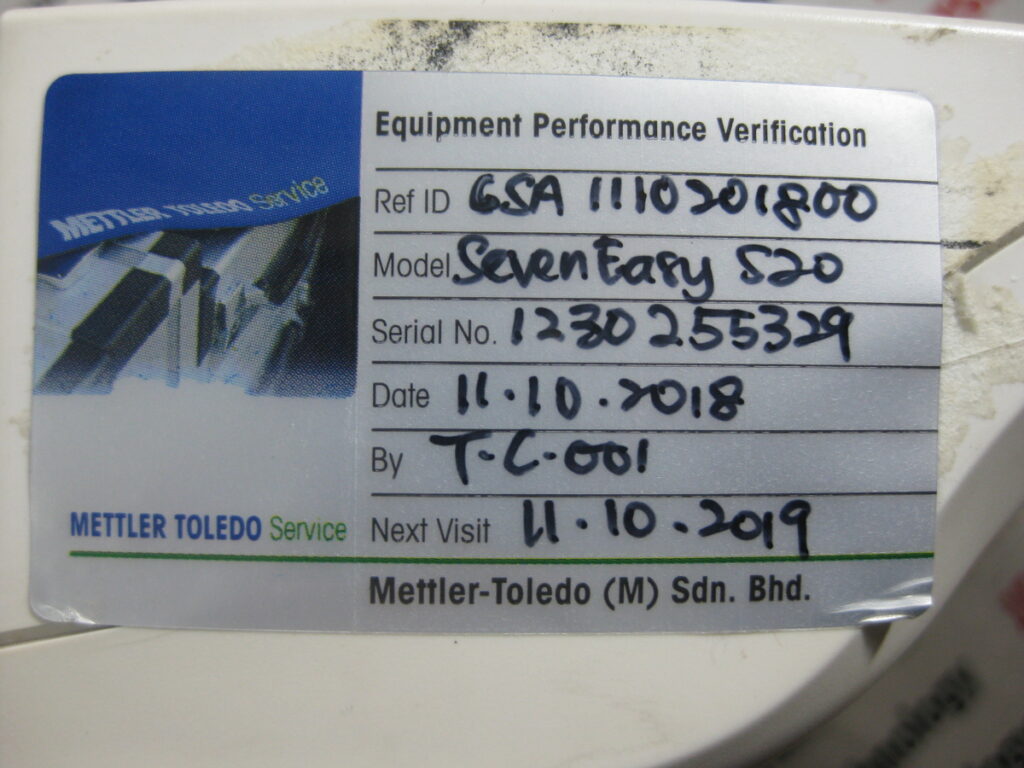 METTLER TOLEDO Service
Equipment Performance Verification
Ref ID GSA 1110201800
Model SevenEasy S20
Serial No. 1230255329
Date 11.10.2018
By T-C-001
METTLER TOLEDO Service
Next Visit 11.10.2019
Mettler-Toledo (M) Sdn. Bhd.